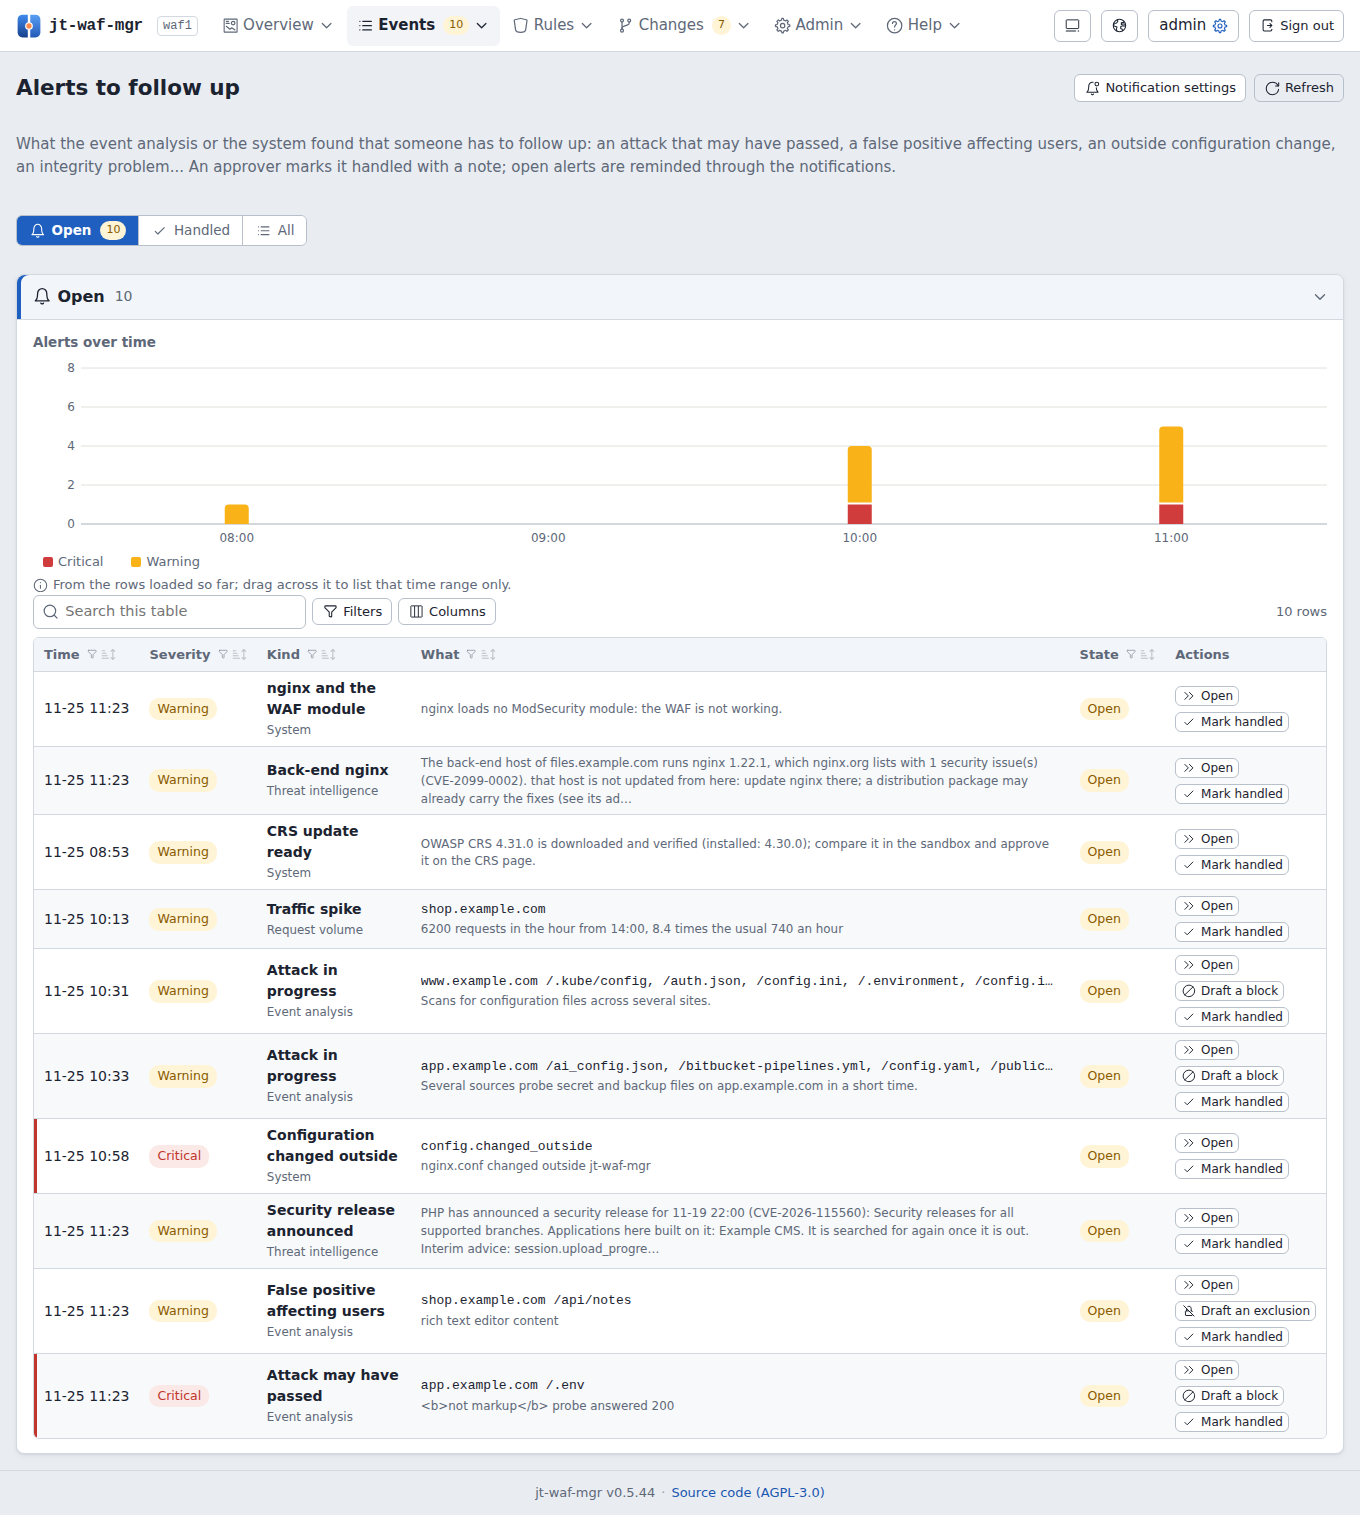 jt-waf-mgr waf1 Overview Events 10 Rules Changes 7 Admin Help admin Sign out
Alerts to follow up
Notification settings Refresh
What the event analysis or the system found that someone has to follow up: an attack that may have passed, a false positive affecting users, an outside configuration change,
an integrity problem... An approver marks it handled with a note; open alerts are reminded through the notifications.
Open 10 Handled All
Open 10
Alerts over time
8
6
4
2
0
08:00 09:00 10:00 11:00
Critical Warning
From the rows loaded so far; drag across it to list that time range only.
Search this table Filters Columns 10 rows
Time Severity Kind What State Actions
11-25 11:23 Warning nginx and the
WAF module
System
nginx loads no ModSecurity module: the WAF is not working.
Open
Open
Mark handled
11-25 11:23 Warning Back-end nginx
Threat intelligence
The back-end host of files.example.com runs nginx 1.22.1, which nginx.org lists with 1 security issue(s)
(CVE-2099-0002). that host is not updated from here: update nginx there; a distribution package may
already carry the fixes (see its ad…
Open
Open
Mark handled
11-25 08:53 Warning CRS update
ready
System
OWASP CRS 4.31.0 is downloaded and verified (installed: 4.30.0); compare it in the sandbox and approve
it on the CRS page.
Open
Open
Mark handled
11-25 10:13 Warning Traffic spike
Request volume
shop.example.com
6200 requests in the hour from 14:00, 8.4 times the usual 740 an hour
Open
Open
Mark handled
11-25 10:31 Warning Attack in
progress
Event analysis
www.example.com /.kube/config, /auth.json, /config.ini, /.environment, /config.i…
Scans for configuration files across several sites.
Open
Open
Draft a block
Mark handled
11-25 10:33 Warning Attack in
progress
Event analysis
app.example.com /ai_config.json, /bitbucket-pipelines.yml, /config.yaml, /public…
Several sources probe secret and backup files on app.example.com in a short time.
Open
Open
Draft a block
Mark handled
11-25 10:58 Critical Configuration
changed outside
System
config.changed_outside
nginx.conf changed outside jt-waf-mgr
Open
Open
Mark handled
11-25 11:23 Warning Security release
announced
Threat intelligence
PHP has announced a security release for 11-19 22:00 (CVE-2026-115560): Security releases for all
supported branches. Applications here built on it: Example CMS. It is searched for again once it is out.
Interim advice: session.upload_progre…
Open
Open
Mark handled
11-25 11:23 Warning False positive
affecting users
Event analysis
shop.example.com /api/notes
rich text editor content
Open
Open
Draft an exclusion
Mark handled
11-25 11:23 Critical Attack may have
passed
Event analysis
app.example.com /.env
<b>not markup</b> probe answered 200
Open
Open
Draft a block
Mark handled
jt-waf-mgr v0.5.44 · Source code (AGPL-3.0)